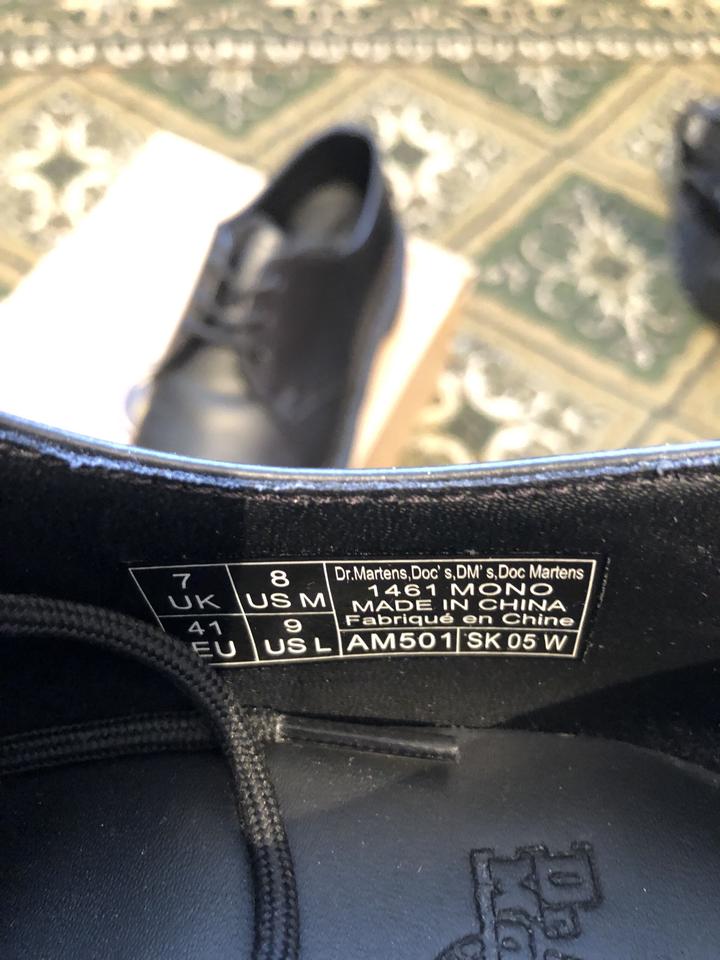 7 UK
8 US M
41 EU
9 US L
Dr.Martens,Doc's,DM's,Doc Martens
1461 MONO
MADE IN CHINA
Fabriqué en Chine
AM501 SK 05 W